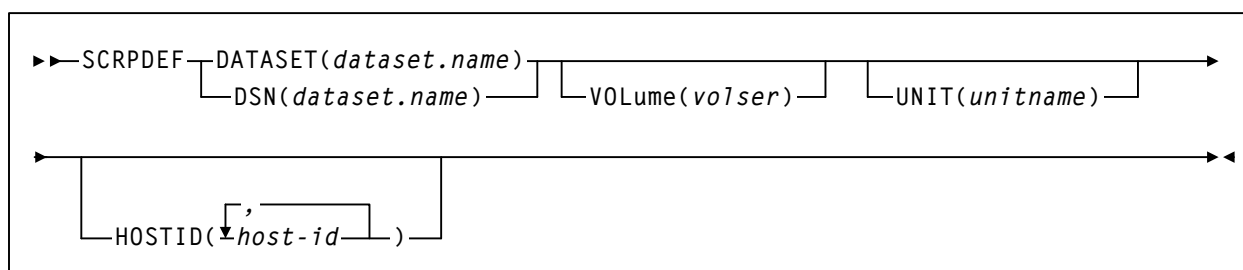 SCRPDEF DATASET(dataset.name)
DSN(dataset.name) VOLume(volser) UNIT(unitname)
,
HOSTID( host-id )